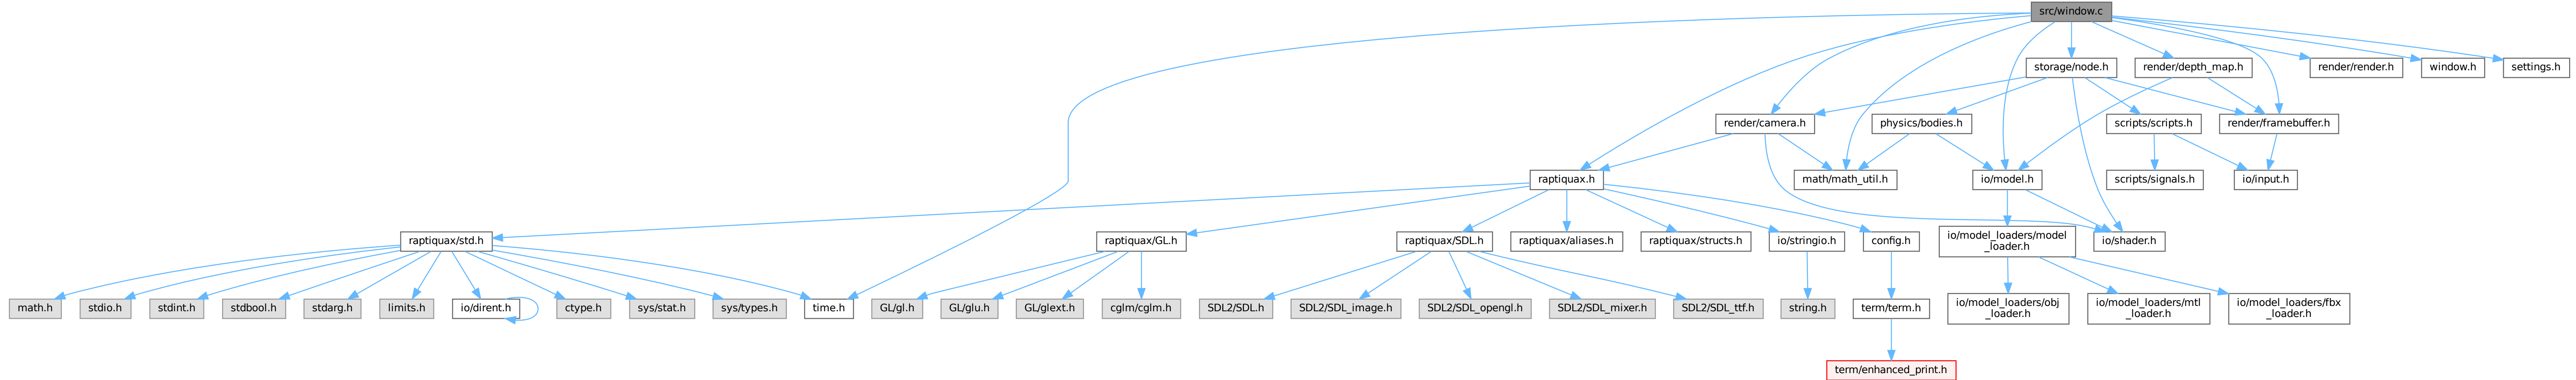 src/window.c
storage/node.h
render/depth_map.h
render/render.h
window.h
settings.h
render/camera.h
physics/bodies.h
scripts/scripts.h
render/framebuffer.h
raptiquax.h
math/math_util.h
io/model.h
scripts/signals.h
io/input.h
raptiquax/std.h
raptiquax/GL.h
raptiquax/SDL.h
raptiquax/aliases.h
raptiquax/structs.h
io/stringio.h
config.h
io/model_loaders/model
_loader.h
io/shader.h
math.h
stdio.h
stdint.h
stdbool.h
stdarg.h
limits.h
io/dirent.h
ctype.h
sys/stat.h
sys/types.h
time.h
GL/gl.h
GL/glu.h
GL/glext.h
cglm/cglm.h
SDL2/SDL.h
SDL2/SDL_image.h
SDL2/SDL_opengl.h
SDL2/SDL_mixer.h
SDL2/SDL_ttf.h
string.h
term/term.h
io/model_loaders/obj
_loader.h
io/model_loaders/mtl
_loader.h
io/model_loaders/fbx
_loader.h
term/enhanced_print.h